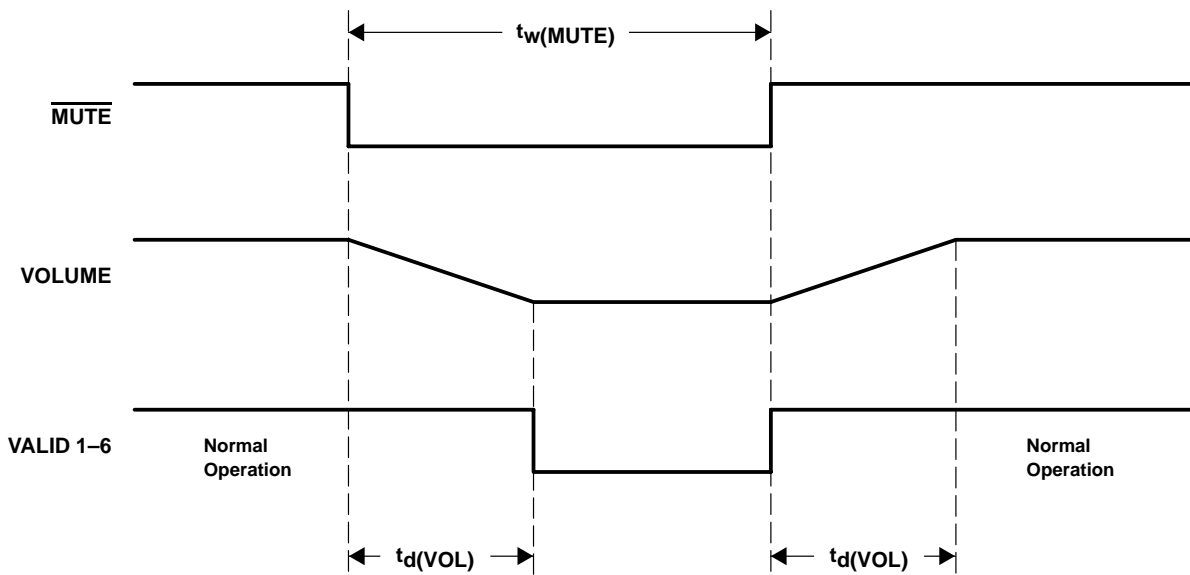 tw(MUTE)
MUTE
VOLUME
VALID 1–6
Normal
Operation
Normal
Operation
td(VOL)
td(VOL)